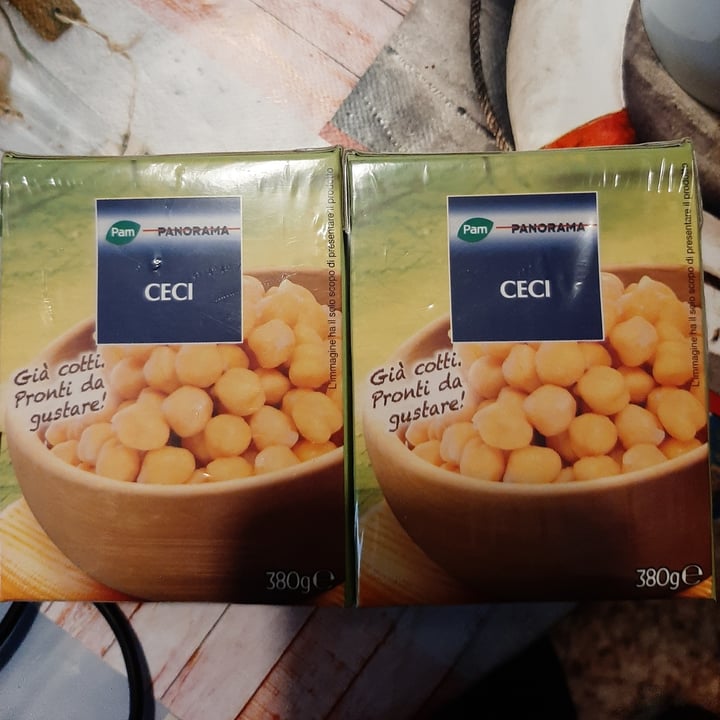 Pam PANORAMA
CECI
Già cotti.
Pronti da
gustare!
L'immagine ha il solo scopo di presentare il prodotto
380g e
Pam PANORAMA
CECI
Già cotti.
Pronti da
gustare!
L'immagine ha il solo scopo di presentare il prodotto
380g e